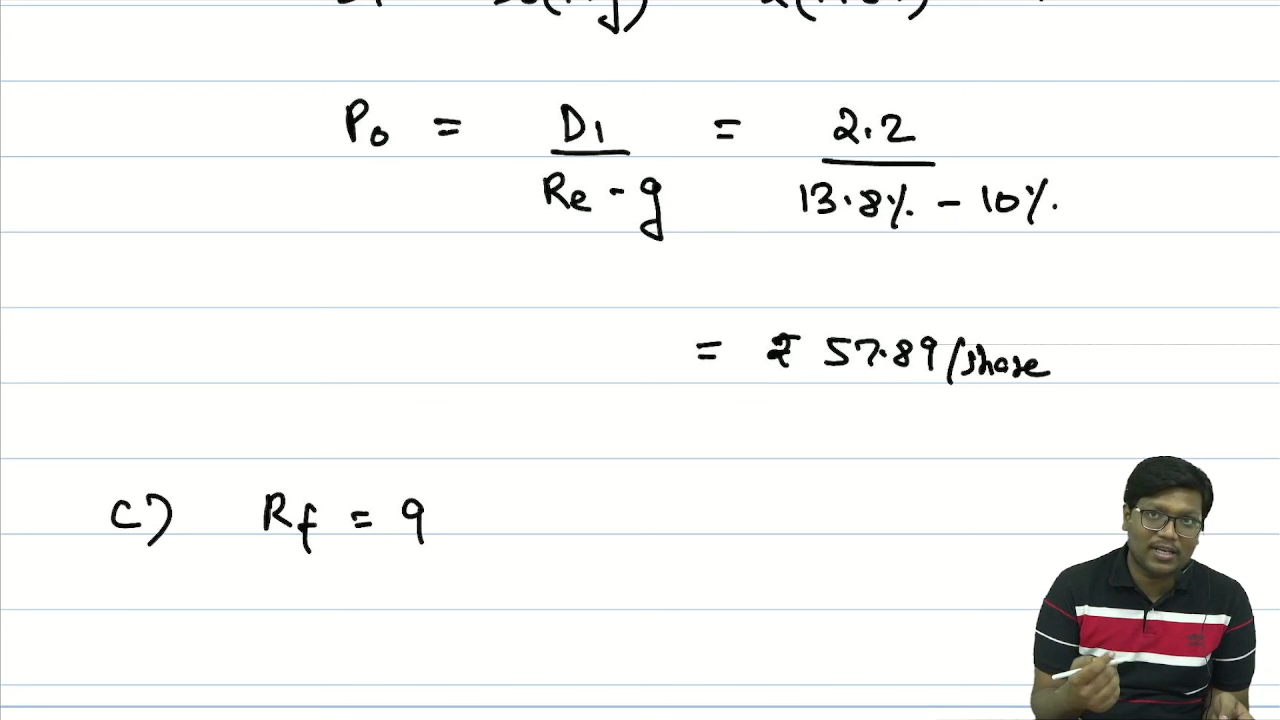 P0 = D1 / Re - g = 2.2 / 13.8% - 10%.
= ₹ 57.89/share
C) Rf = 9